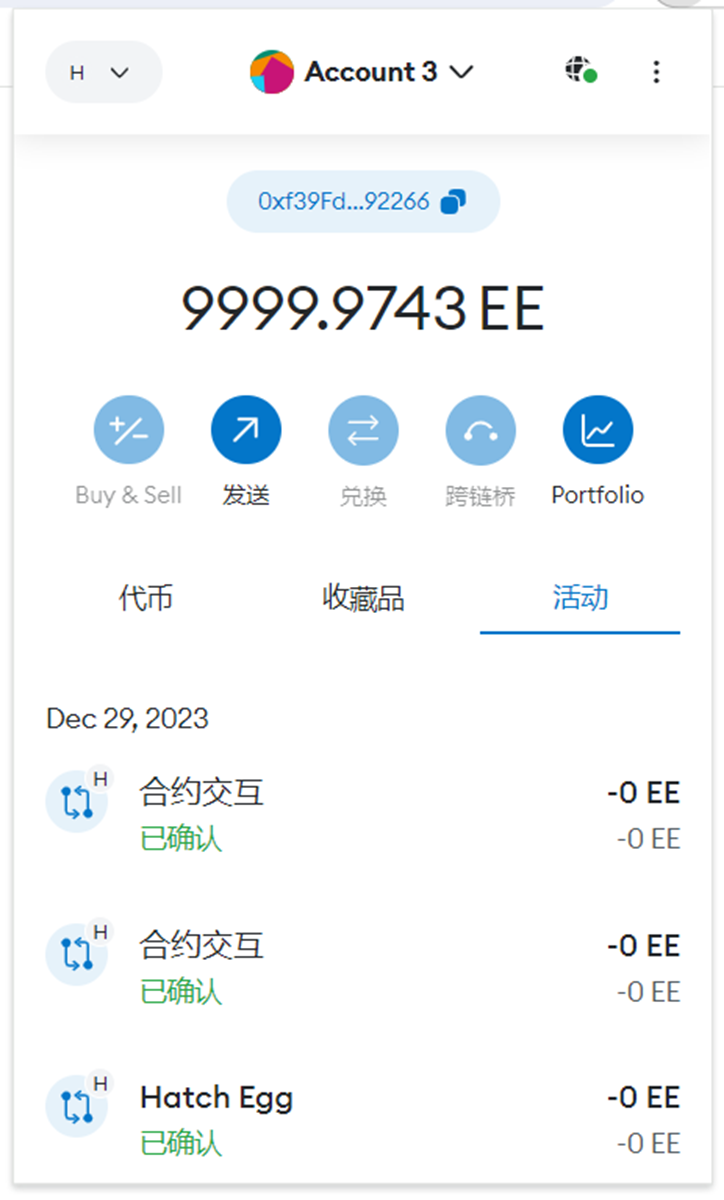 H
Account 3
0xf39Fd...92266
9999.9743 EE
Buy & Sell 发送 兑换 跨链桥 Portfolio
代币 收藏品 活动
Dec 29, 2023
H 合约交互 -0 EE
已确认 -0 EE
H 合约交互 -0 EE
已确认 -0 EE
H Hatch Egg -0 EE
已确认 -0 EE